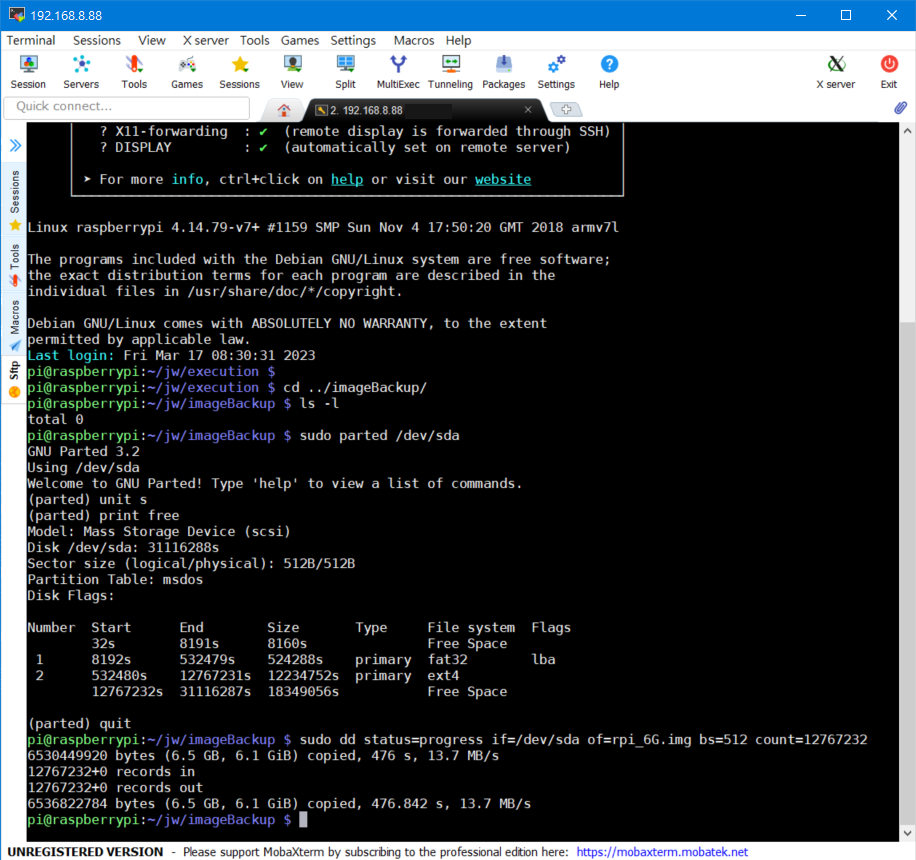 192.168.8.88
Terminal Sessions View X server Tools Games Settings Macros Help
Session Servers Tools Games Sessions View Split MultiExec Tunneling Packages Settings Help X server Exit
Quick connect...
2. 192.168.8.88
Sessions
Tools
Macros
Sftp
? X11-forwarding  : ✔  (remote display is forwarded through SSH)
? DISPLAY         : ✔  (automatically set on remote server)
➤ For more info, ctrl+click on help or visit our website
Linux raspberrypi 4.14.79-v7+ #1159 SMP Sun Nov 4 17:50:20 GMT 2018 armv7l
The programs included with the Debian GNU/Linux system are free software;
the exact distribution terms for each program are described in the
individual files in /usr/share/doc/*/copyright.
Debian GNU/Linux comes with ABSOLUTELY NO WARRANTY, to the extent
permitted by applicable law.
Last login: Fri Mar 17 08:30:31 2023
pi@raspberrypi:~/jw/execution $
pi@raspberrypi:~/jw/execution $ cd ../imageBackup/
pi@raspberrypi:~/jw/imageBackup $ ls -l
total 0
pi@raspberrypi:~/jw/imageBackup $ sudo parted /dev/sda
GNU Parted 3.2
Using /dev/sda
Welcome to GNU Parted! Type 'help' to view a list of commands.
(parted) unit s
(parted) print free
Model: Mass Storage Device (scsi)
Disk /dev/sda: 31116288s
Sector size (logical/physical): 512B/512B
Partition Table: msdos
Disk Flags:
Number  Start      End        Size       Type     File system  Flags
        32s        8191s      8160s               Free Space
 1      8192s      532479s    524288s    primary  fat32        lba
 2      532480s    12767231s  12234752s  primary  ext4
        12767232s  31116287s  18349056s           Free Space
(parted) quit
pi@raspberrypi:~/jw/imageBackup $ sudo dd status=progress if=/dev/sda of=rpi_6G.img bs=512 count=12767232
6530449920 bytes (6.5 GB, 6.1 GiB) copied, 476 s, 13.7 MB/s
12767232+0 records in
12767232+0 records out
6536822784 bytes (6.5 GB, 6.1 GiB) copied, 476.842 s, 13.7 MB/s
pi@raspberrypi:~/jw/imageBackup $
UNREGISTERED VERSION - Please support MobaXterm by subscribing to the professional edition here: https://mobaxterm.mobatek.net